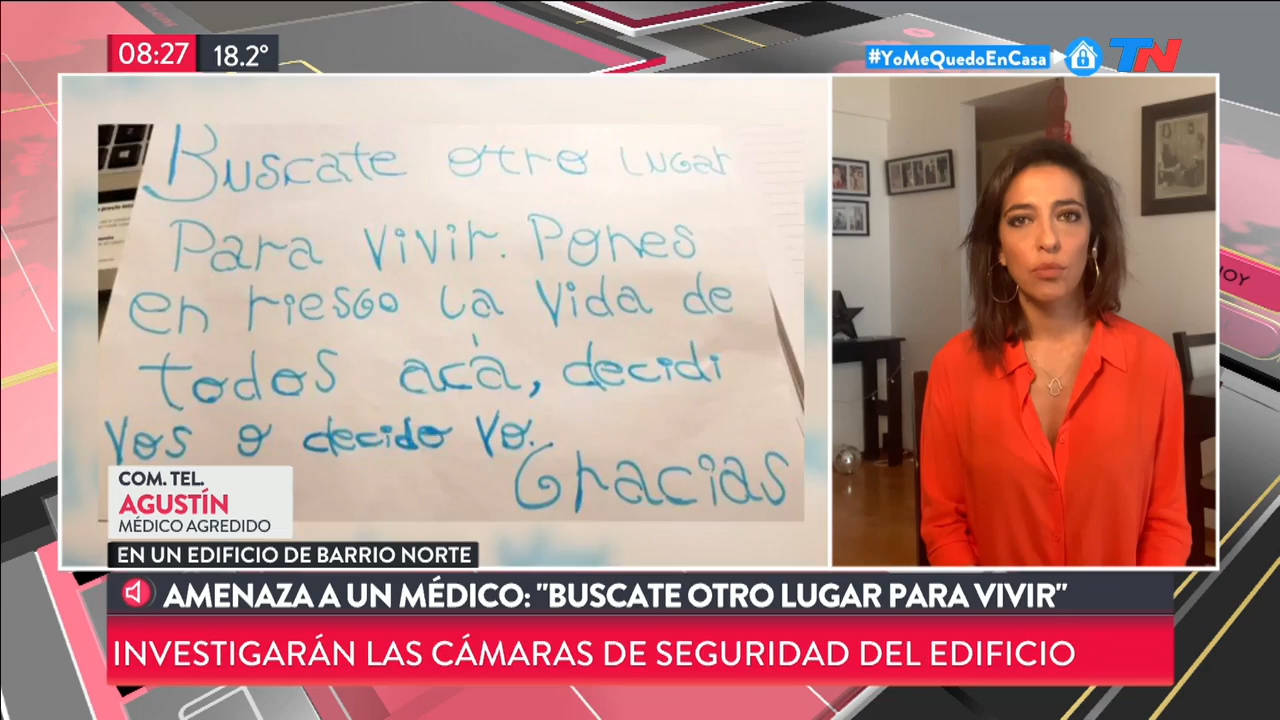 08:27 18.2°
#YoMeQuedoEnCasa TN
Buscate otro lugar
Para vivir. Pones
en riesgo la vida de
todos acá, decidi
vos o decido yo.
Gracias
HOY
COM. TEL.
AGUSTÍN
MÉDICO AGREDIDO
EN UN EDIFICIO DE BARRIO NORTE
AMENAZA A UN MÉDICO: "BUSCATE OTRO LUGAR PARA VIVIR"
INVESTIGARÁN LAS CÁMARAS DE SEGURIDAD DEL EDIFICIO